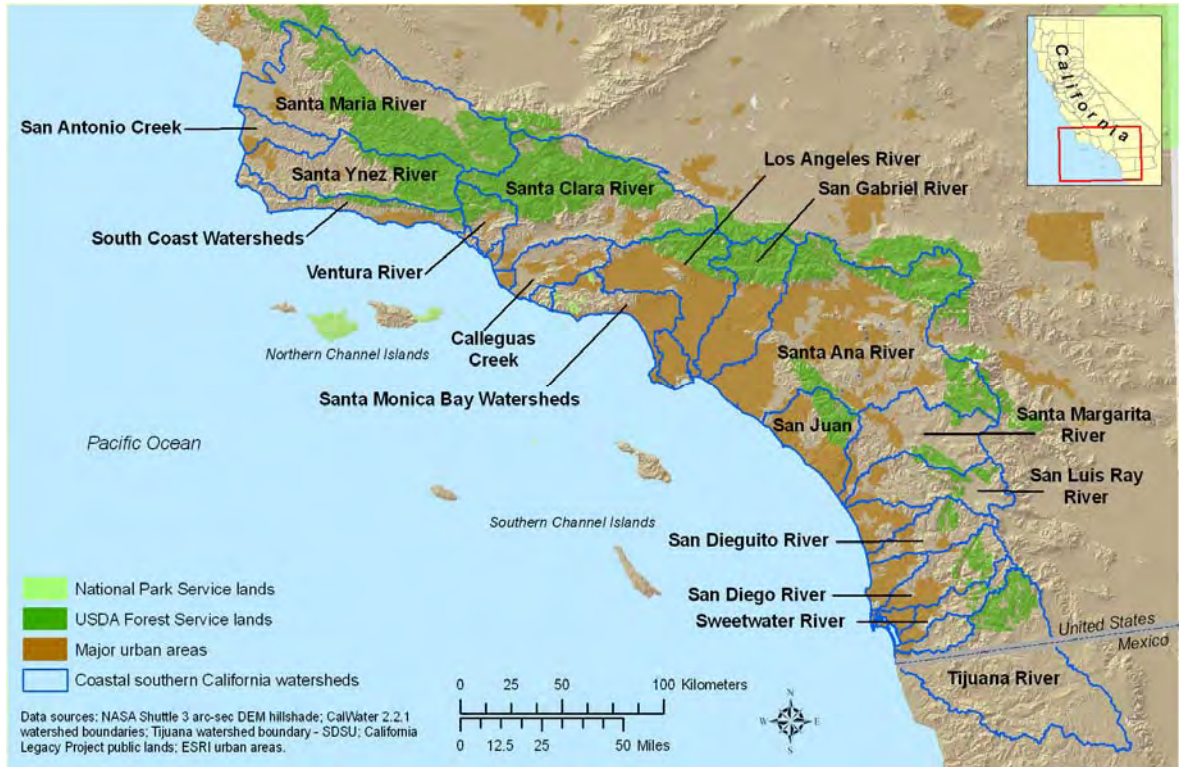 California
Santa Maria River
San Antonio Creek
Santa Ynez River
Santa Clara River
Los Angeles River
San Gabriel River
South Coast Watersheds
Ventura River
Northern Channel Islands
Calleguas
Creek
Santa Ana River
Santa Monica Bay Watersheds
San Juan
Santa Margarita
River
Pacific Ocean
San Luis Ray
River
Southern Channel Islands
San Dieguito River
San Diego River
Sweetwater River
United States
Mexico
Tijuana River
National Park Service lands
USDA Forest Service lands
Major urban areas
Coastal southern California watersheds
0 25 50 100 Kilometers
0 12.5 25 50 Miles
N
W E
S
Data sources: NASA Shuttle 3 arc-sec DEM hillshade; CalWater 2.2.1
watershed boundaries; Tijuana watershed boundary - SDSU; California
Legacy Project public lands; ESRI urban areas.